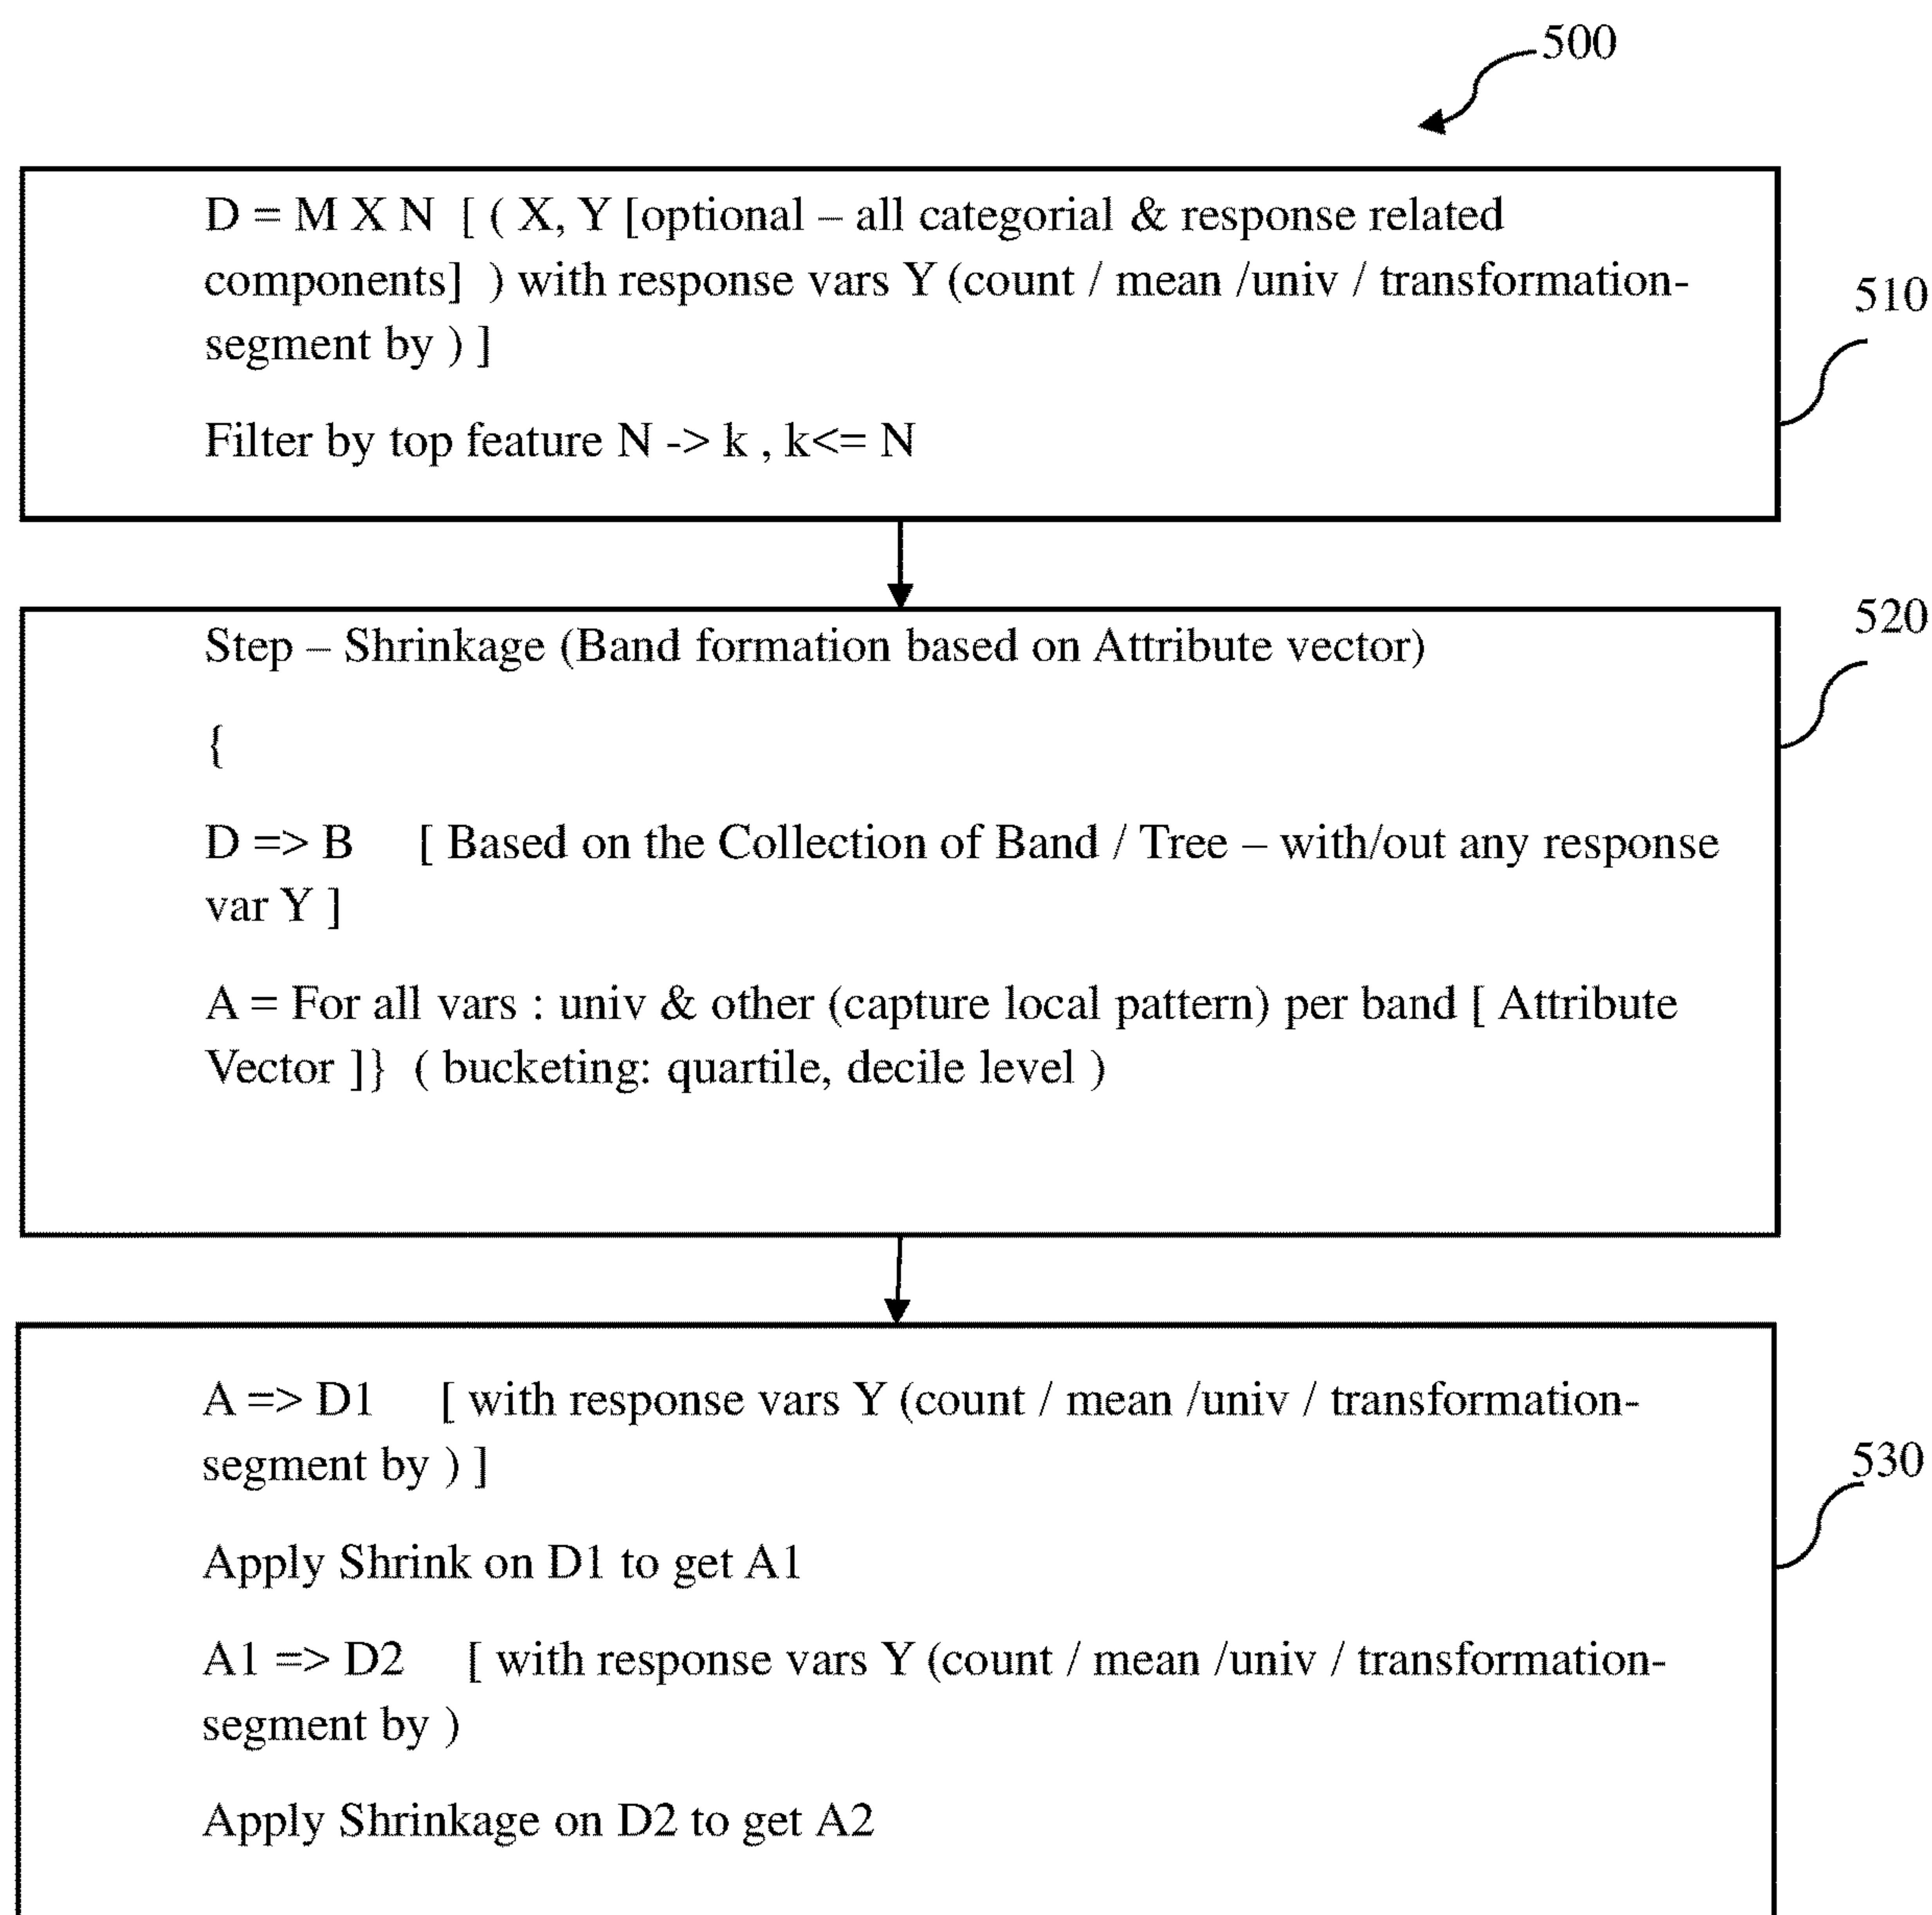 500
D = M X N [ ( X, Y [optional – all categorial & response related
components] ) with response vars Y (count / mean /univ / transformation-
segment by ) ]
510
Filter by top feature N -> k , k<= N
520
Step – Shrinkage (Band formation based on Attribute vector)
{
D => B [ Based on the Collection of Band / Tree – with/out any response
var Y ]
A = For all vars : univ & other (capture local pattern) per band [ Attribute
Vector ]} ( bucketing: quartile, decile level )
A => D1 [ with response vars Y (count / mean /univ / transformation-
segment by ) ]
530
Apply Shrink on D1 to get A1
A1 => D2 [ with response vars Y (count / mean /univ / transformation-
segment by )
Apply Shrinkage on D2 to get A2